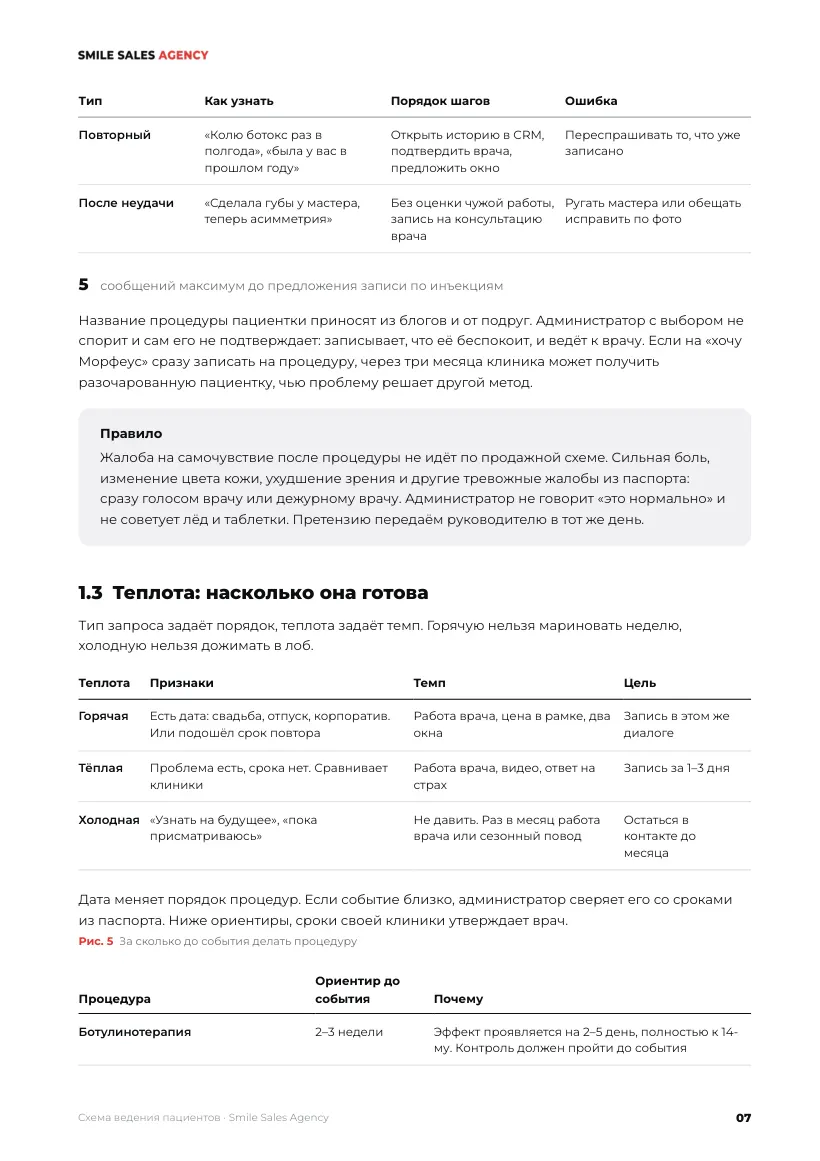 SMILE SALES AGENCY
Тип Как узнать Порядок шагов Ошибка
Повторный «Колю ботокс раз в Открыть историю в CRM, Переспрашивать то, что уже
полгода», «была у вас в подтвердить врача, записано
прошлом году» предложить окно
После неудачи «Сделала губы у мастера, Без оценки чужой работы, Ругать мастера или обещать
теперь асимметрия» запись на консультацию исправить по фото
врача
5 сообщений максимум до предложения записи по инъекциям
Название процедуры пациентки приносят из блогов и от подруг. Администратор с выбором не
спорит и сам его не подтверждает: записывает, что её беспокоит, и ведёт к врачу. Если на «хочу
Морфеус» сразу записать на процедуру, через три месяца клиника может получить
разочарованную пациентку, чью проблему решает другой метод.
Правило
Жалоба на самочувствие после процедуры не идёт по продажной схеме. Сильная боль,
изменение цвета кожи, ухудшение зрения и другие тревожные жалобы из паспорта:
сразу голосом врачу или дежурному врачу. Администратор не говорит «это нормально» и
не советует лёд и таблетки. Претензию передаём руководителю в тот же день.
1.3 Теплота: насколько она готова
Тип запроса задаёт порядок, теплота задаёт темп. Горячую нельзя мариновать неделю,
холодную нельзя дожимать в лоб.
Теплота Признаки Темп Цель
Горячая Есть дата: свадьба, отпуск, корпоратив. Работа врача, цена в рамке, два Запись в этом же
Или подошёл срок повтора окна диалоге
Тёплая Проблема есть, срока нет. Сравнивает Работа врача, видео, ответ на Запись за 1–3 дня
клиники страх
Холодная «Узнать на будущее», «пока Не давить. Раз в месяц работа Остаться в
присматриваюсь» врача или сезонный повод контакте до
месяца
Дата меняет порядок процедур. Если событие близко, администратор сверяет его со сроками
из паспорта. Ниже ориентиры, сроки своей клиники утверждает врач.
Рис. 5 За сколько до события делать процедуру
Ориентир до
Процедура события Почему
Ботулинотерапия 2–3 недели Эффект проявляется на 2–5 день, полностью к 14-
му. Контроль должен пройти до события
Схема ведения пациентов · Smile Sales Agency 07